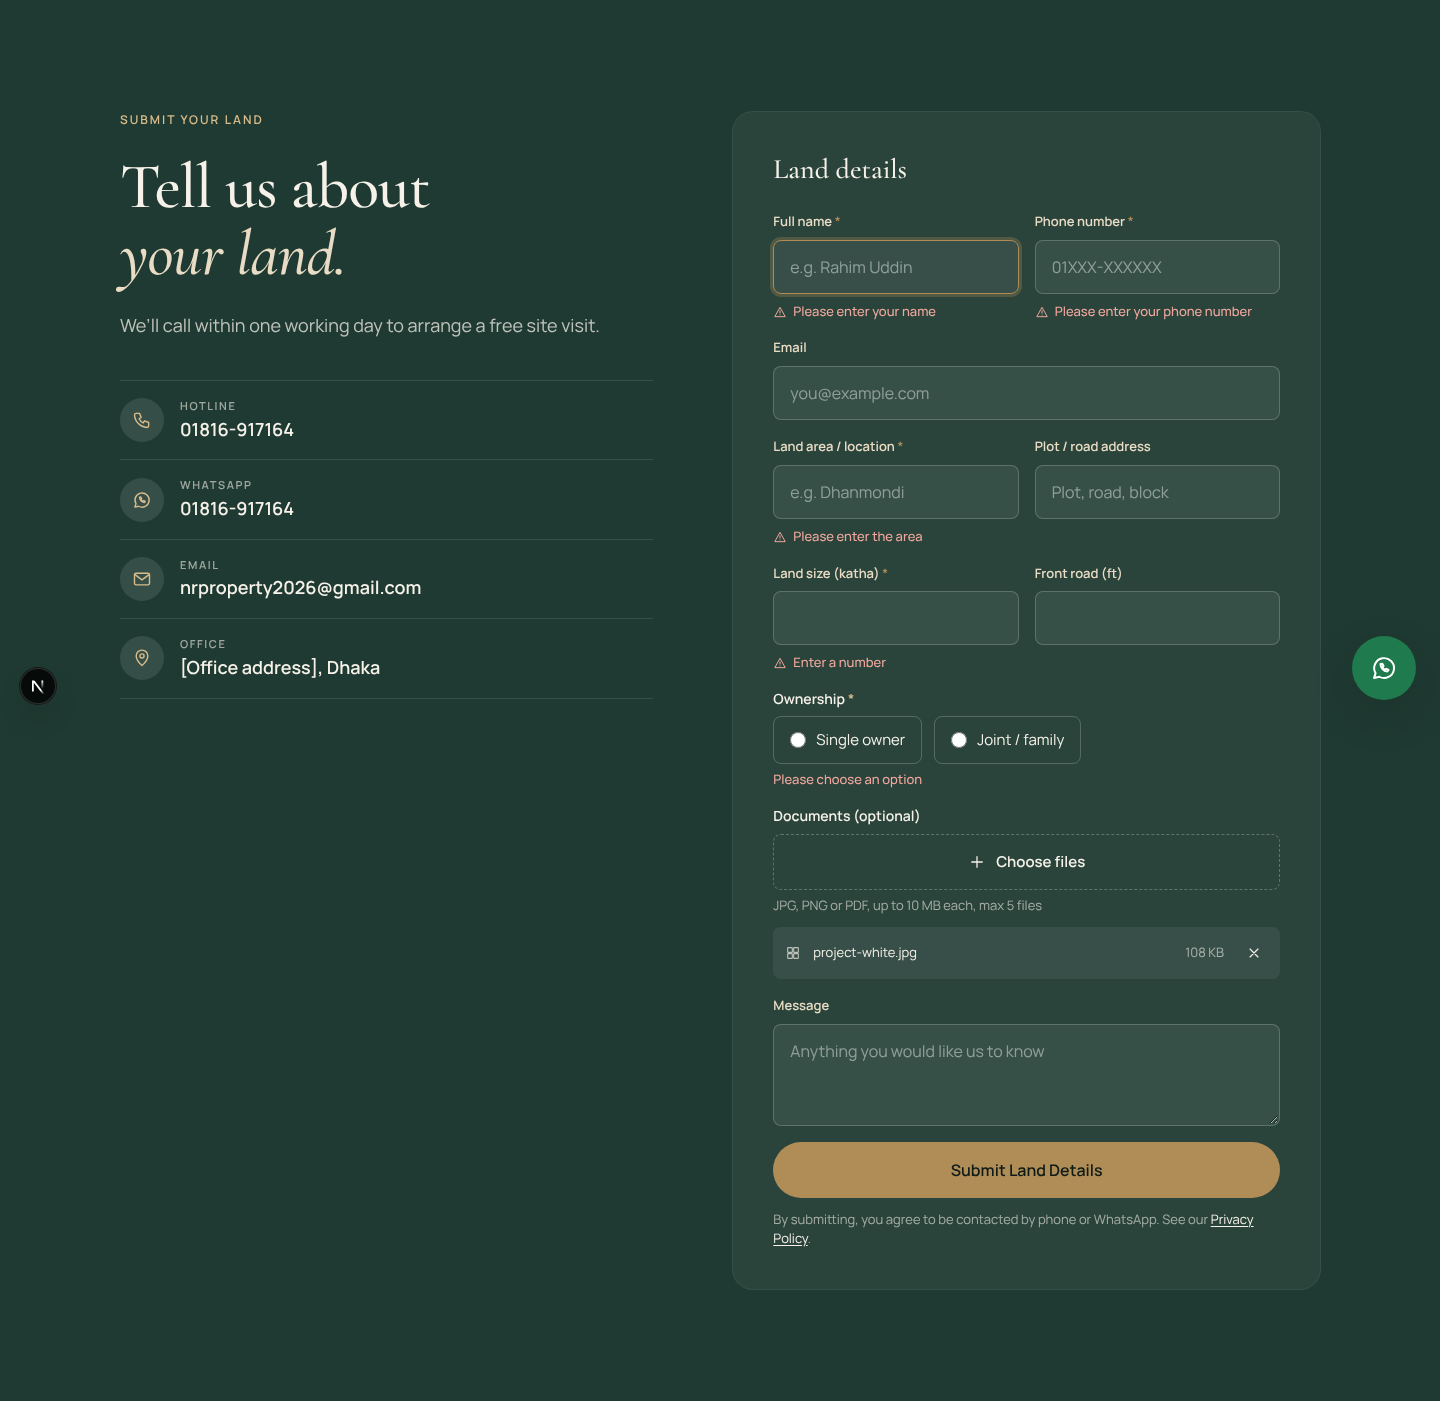 SUBMIT YOUR LAND
Tell us about
your land.
We'll call within one working day to arrange a free site visit.
HOTLINE
01816-917164
WHATSAPP
01816-917164
EMAIL
nrproperty2026@gmail.com
OFFICE
[Office address], Dhaka
N
Land details
Full name *
Phone number *
e.g. Rahim Uddin
01XXX-XXXXXX
Please enter your name
Please enter your phone number
Email
you@example.com
Land area / location *
Plot / road address
e.g. Dhanmondi
Plot, road, block
Please enter the area
Land size (katha) *
Front road (ft)
Enter a number
Ownership *
Single owner
Joint / family
Please choose an option
Documents (optional)
Choose files
JPG, PNG or PDF, up to 10 MB each, max 5 files
project-white.jpg
108 KB
Message
Anything you would like us to know
Submit Land Details
By submitting, you agree to be contacted by phone or WhatsApp. See our Privacy
Policy.